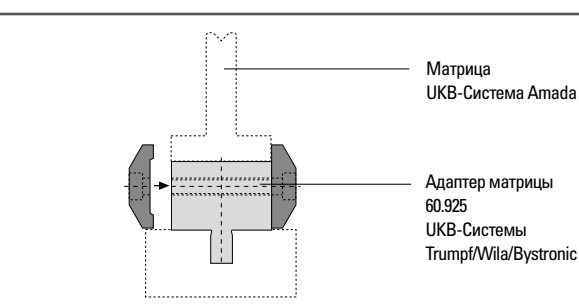 Матрица
UKB-Система Amada
Адаптер матрицы
60.925
UKB-Системы
Trumpf/Wila/Bystronic